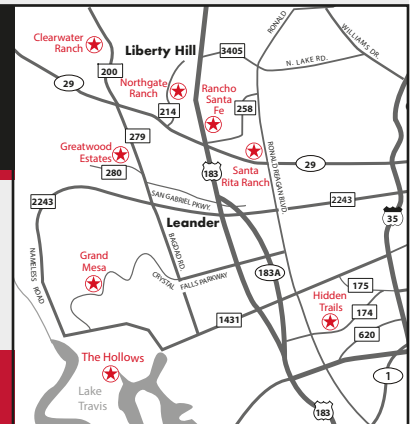 Clearwater
Ranch
Liberty Hill
RONALD
WILLIAMS DR.
3405
N. LAKE RD.
200
29
Northgate
Ranch
Rancho
Santa
Fe
258
214
279
Greatwood
Estates
280
183
Santa
Rita Ranch
29
RONALD REAGAN BLVD.
2243
SAN GABRIEL PKWY.
2243
35
Leander
NAMELESS ROAD
BAGDAD RD.
Grand
Mesa
CRYSTAL FALLS PARKWAY
183A
175
Hidden
Trails
174
1431
620
The Hollows
1
Lake
Travis
183